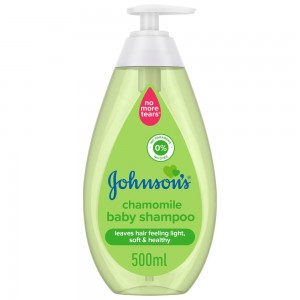 no more
tears®
0%
Johnson's
chamomile
baby shampoo
leaves hair feeling light,
soft & healthy
500ml